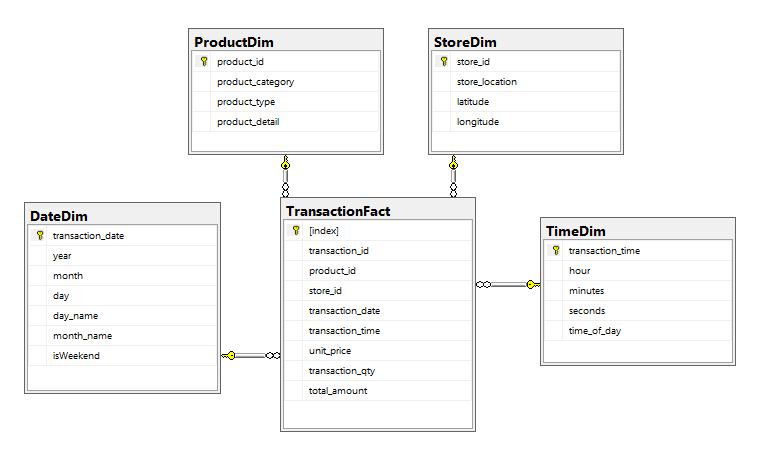 ProductDim
product_id
product_category
product_type
product_detail
StoreDim
store_id
store_location
latitude
longitude
DateDim
transaction_date
year
month
day
day_name
month_name
isWeekend
TransactionFact
[index]
transaction_id
product_id
store_id
transaction_date
transaction_time
unit_price
transaction_qty
total_amount
TimeDim
transaction_time
hour
minutes
seconds
time_of_day